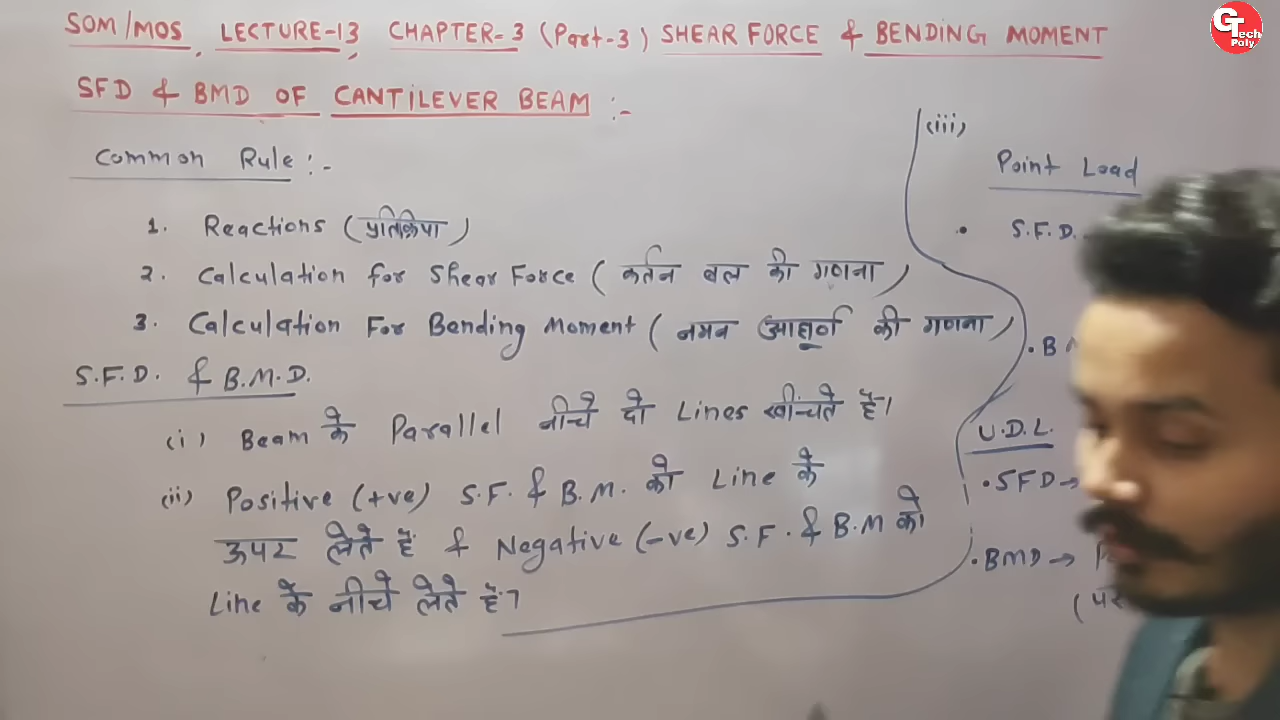 SOM/MOS, LECTURE-13, CHAPTER-3 (Part-3) SHEAR FORCE & BENDING MOMENT
SFD & BMD OF CANTILEVER BEAM :-
Common Rule :-
1. Reactions (प्रतिक्रिया)
2. Calculation for Shear Force (कर्तन बल की गणना)
3. Calculation For Bending Moment (नमन आघूर्ण की गणना)
S.F.D. & B.M.D.
(i) Beam के Parallel नीचे दो Lines खींचते हैं।
(ii) Positive (+ve) S.F. & B.M. को Line के
ऊपर लेते हैं & Negative (-ve) S.F. & B.M को
Line के नीचे लेते हैं।
(iii)
Point Load
• S.F.D.
• B
U.D.L.
• SFD →
• BMD →
GTech Poly